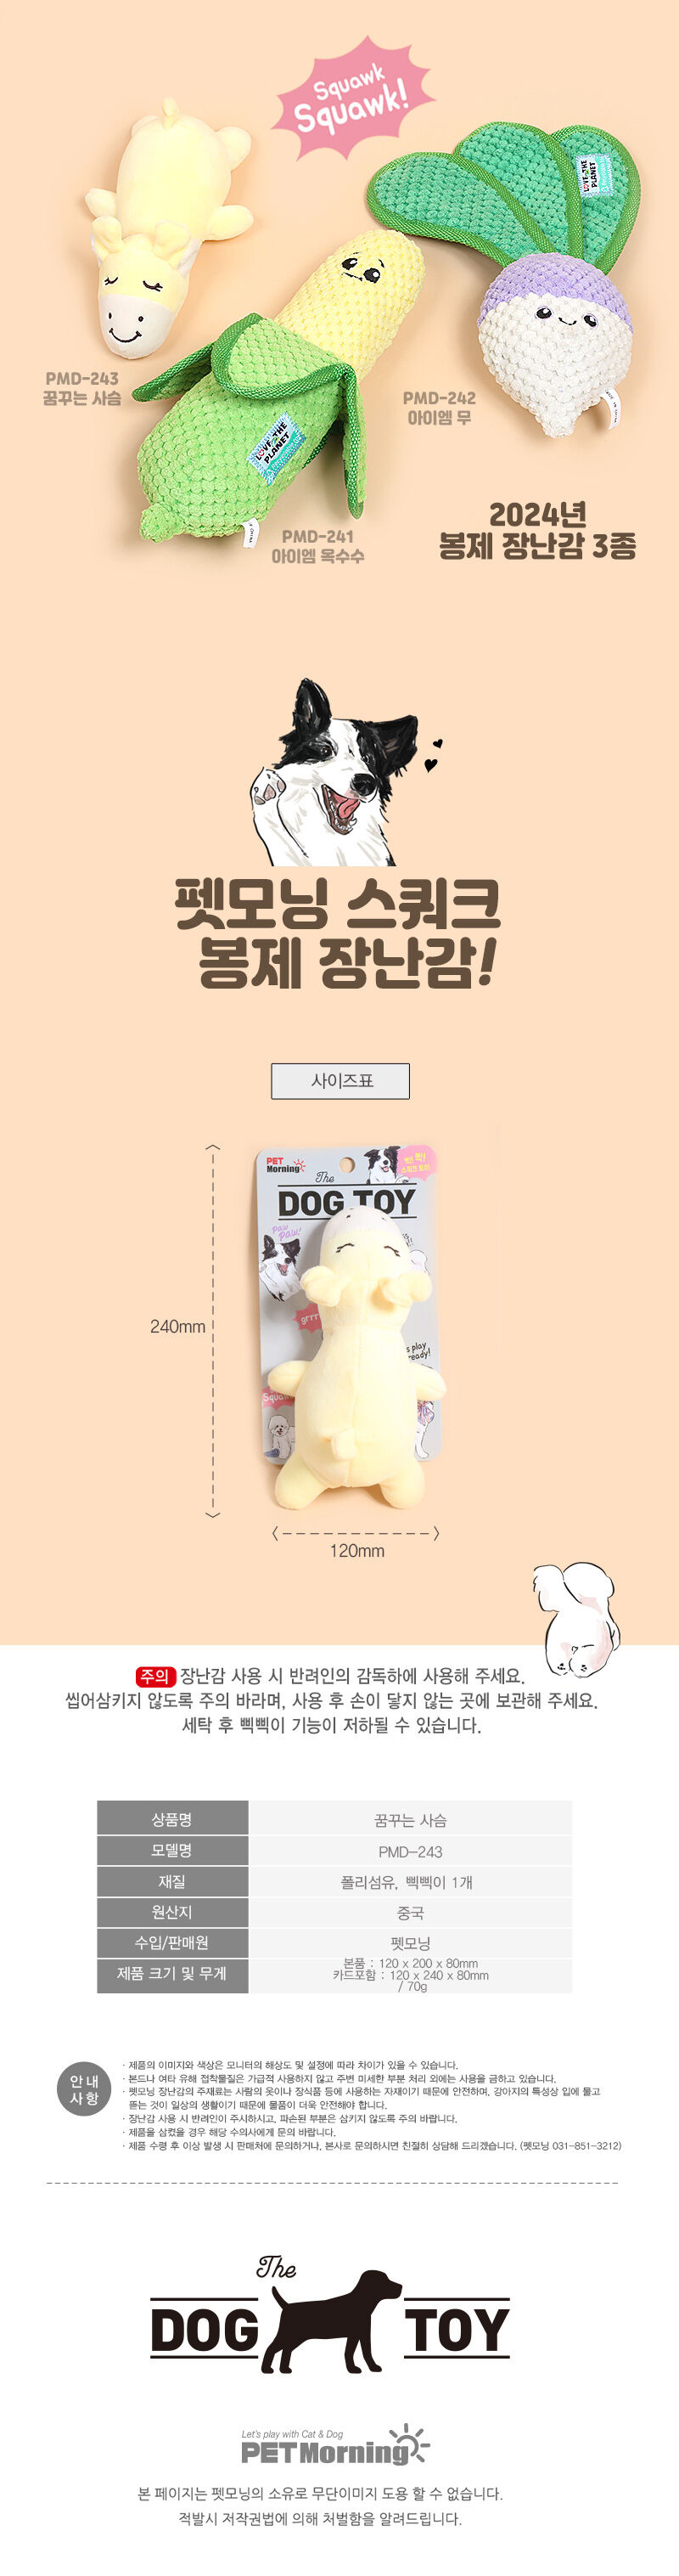 Squawk
Squawk!
LOVE THE
PLANET
LOVE THE
PLANET
PMD-243
꿈꾸는 사슴
PMD-242
아이엠 무
PMD-241
아이엠 옥수수
2024년
봉제 장난감 3종
펫모닝 스쿼크
봉제 장난감!
사이즈표
PET
Morning
The
DOG TOY
Paw
Paw!
grrr
s play
ready!
Squawk
240mm
120mm
주의 장난감 사용 시 반려인의 감독하에 사용해 주세요.
씹어삼키지 않도록 주의 바라며, 사용 후 손이 닿지 않는 곳에 보관해 주세요.
세탁 후 삑삑이 기능이 저하될 수 있습니다.
상품명 꿈꾸는 사슴
모델명 PMD-243
재질 폴리섬유, 삑삑이 1개
원산지 중국
수입/판매원 펫모닝
제품 크기 및 무게 본품 : 120 x 200 x 80mm
카드포함 : 120 x 240 x 80mm
/ 70g
안내
사항
· 제품의 이미지와 색상은 모니터의 해상도 및 설정에 따라 차이가 있을 수 있습니다.
· 본드나 여타 유해 접착물질은 가급적 사용하지 않고 주변 미세한 부분 처리 외에는 사용을 금하고 있습니다.
· 펫모닝 장난감의 주재료는 사람의 옷이나 장식품 등에 사용하는 자재이기 때문에 안전하며, 강아지의 특성상 입에 물고
뜯는 것이 일상의 생활이기 때문에 물품이 더욱 안전해야 합니다.
· 장난감 사용 시 반려인이 주시하시고, 파손된 부분은 삼키지 않도록 주의 바랍니다.
· 제품을 삼켰을 경우 해당 수의사에게 문의 바랍니다.
· 제품 수령 후 이상 발생 시 판매처에 문의하거나, 본사로 문의하시면 친절히 상담해 드리겠습니다. (펫모닝 031-851-3212)
The
DOG TOY
Let's play with Cat & Dog
PETMorning
본 페이지는 펫모닝의 소유로 무단이미지 도용 할 수 없습니다.
적발시 저작권법에 의해 처벌함을 알려드립니다.